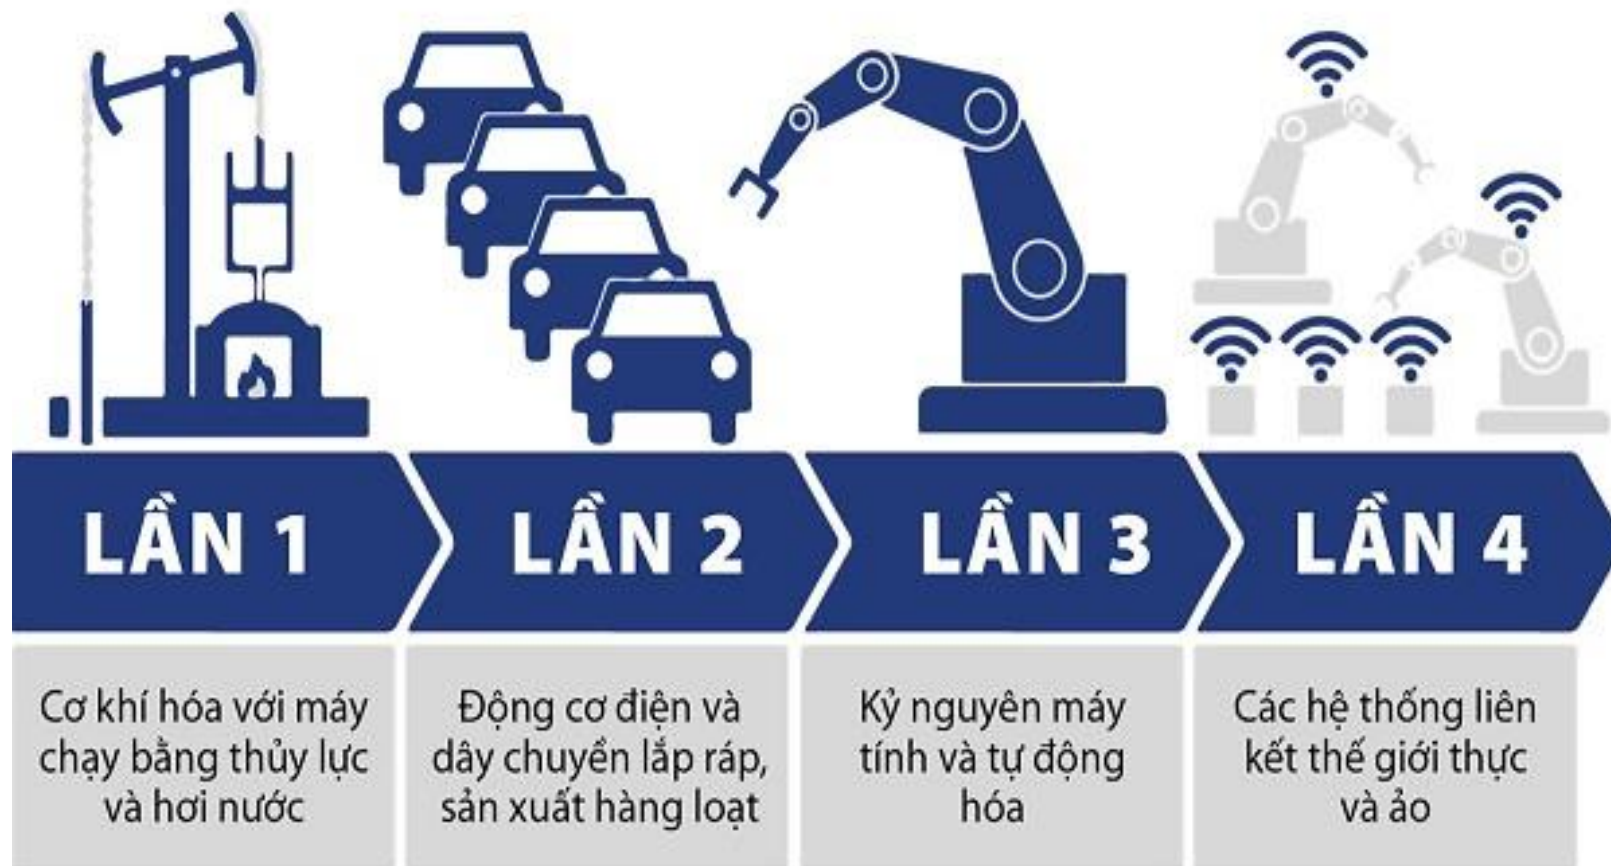 LẦN 1
LẦN 2
LẦN 3
LẦN 4
Cơ khí hóa với máy
chạy bằng thủy lực
và hơi nước
Động cơ điện và
dây chuyền lắp ráp,
sản xuất hàng loạt
Kỷ nguyên máy
tính và tự động
hóa
Các hệ thống liên
kết thế giới thực
và ảo